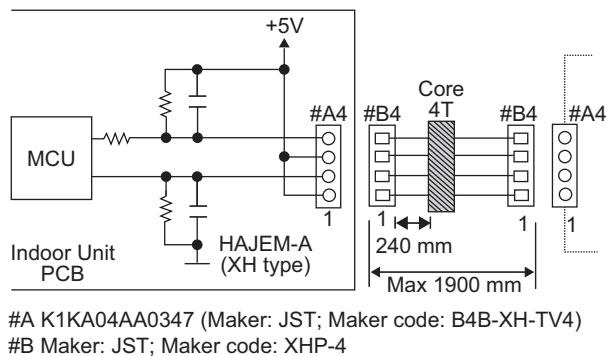 +5V
Core
4T
#A4
#B4
#B4
#A4
MCU
1
1
1
1
240 mm
Indoor Unit
PCB
HAJEM-A
(XH type)
Max 1900 mm
#A K1KA04AA0347 (Maker: JST; Maker code: B4B-XH-TV4)
#B Maker: JST; Maker code: XHP-4